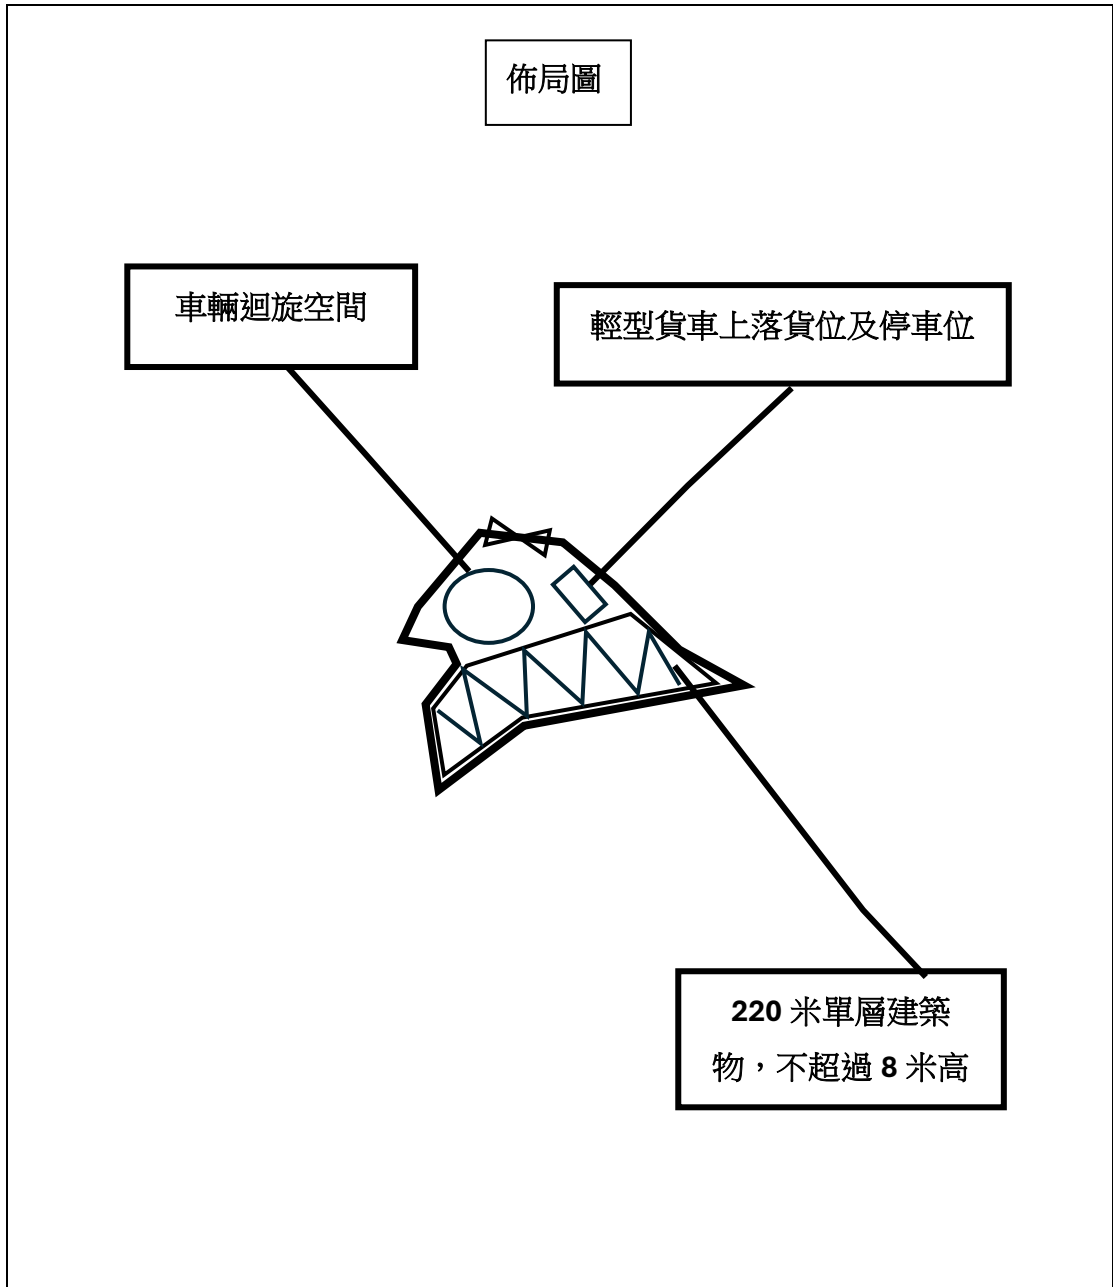 佈局圖
車輛迴旋空間
輕型貨車上落貨位及停車位
220 米單層建築
物，不超過 8 米高